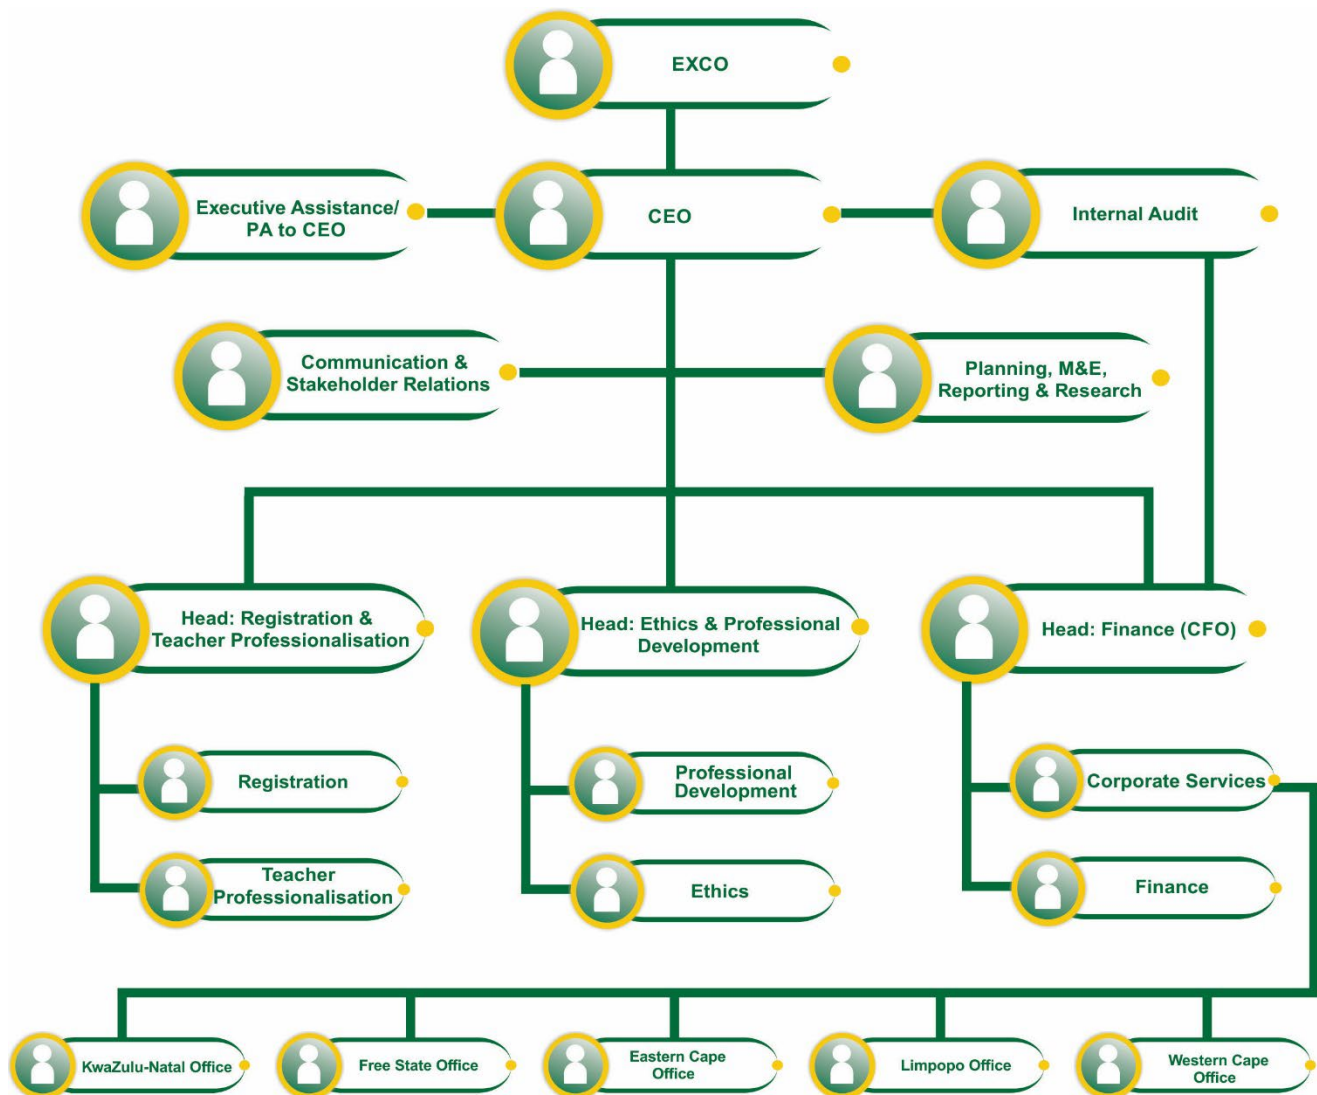 EXCO
Executive Assistance/
PA to CEO
CEO
Internal Audit
Communication &
Stakeholder Relations
Planning, M&E,
Reporting & Research
Head: Registration &
Teacher Professionalisation
Head: Ethics & Professional
Development
Head: Finance (CFO)
Registration
Professional
Development
Corporate Services
Teacher
Professionalisation
Ethics
Finance
KwaZulu-Natal Office
Free State Office
Eastern Cape
Office
Limpopo Office
Western Cape
Office